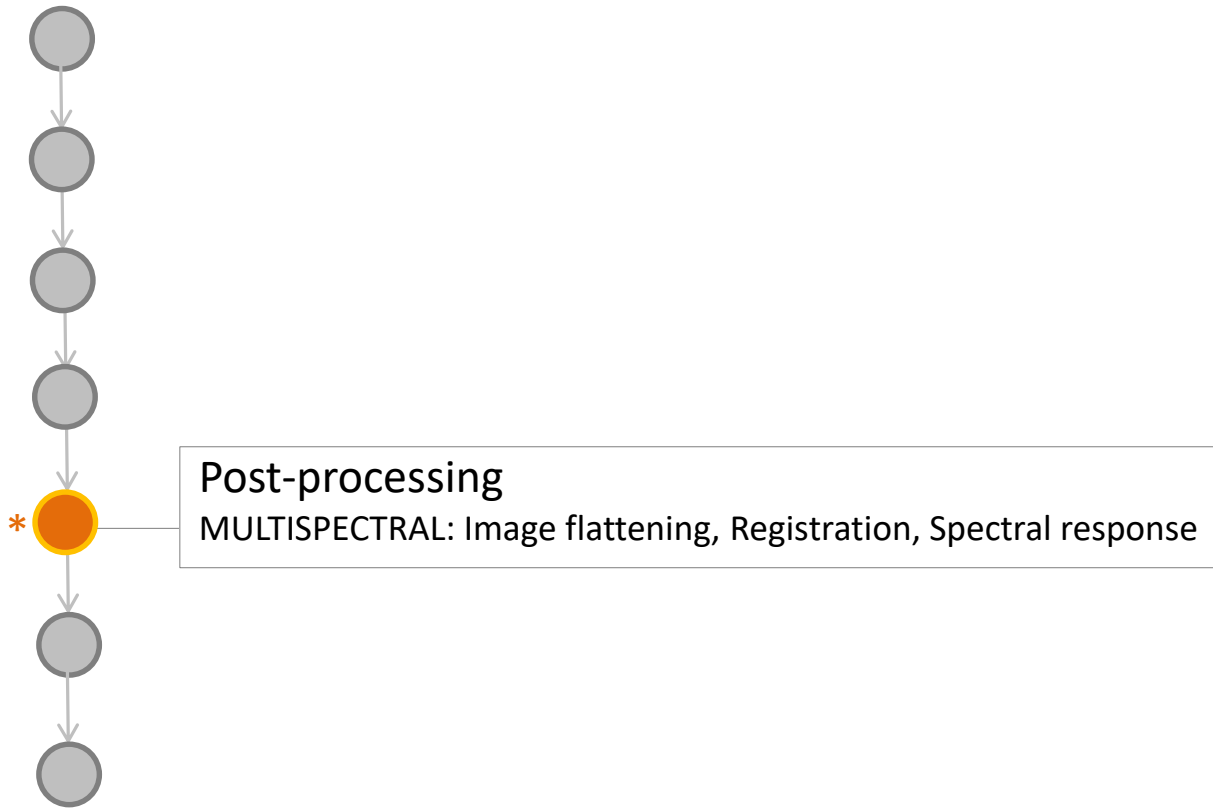 Post-processing
* MULTISPECTRAL: Image flattening, Registration, Spectral response